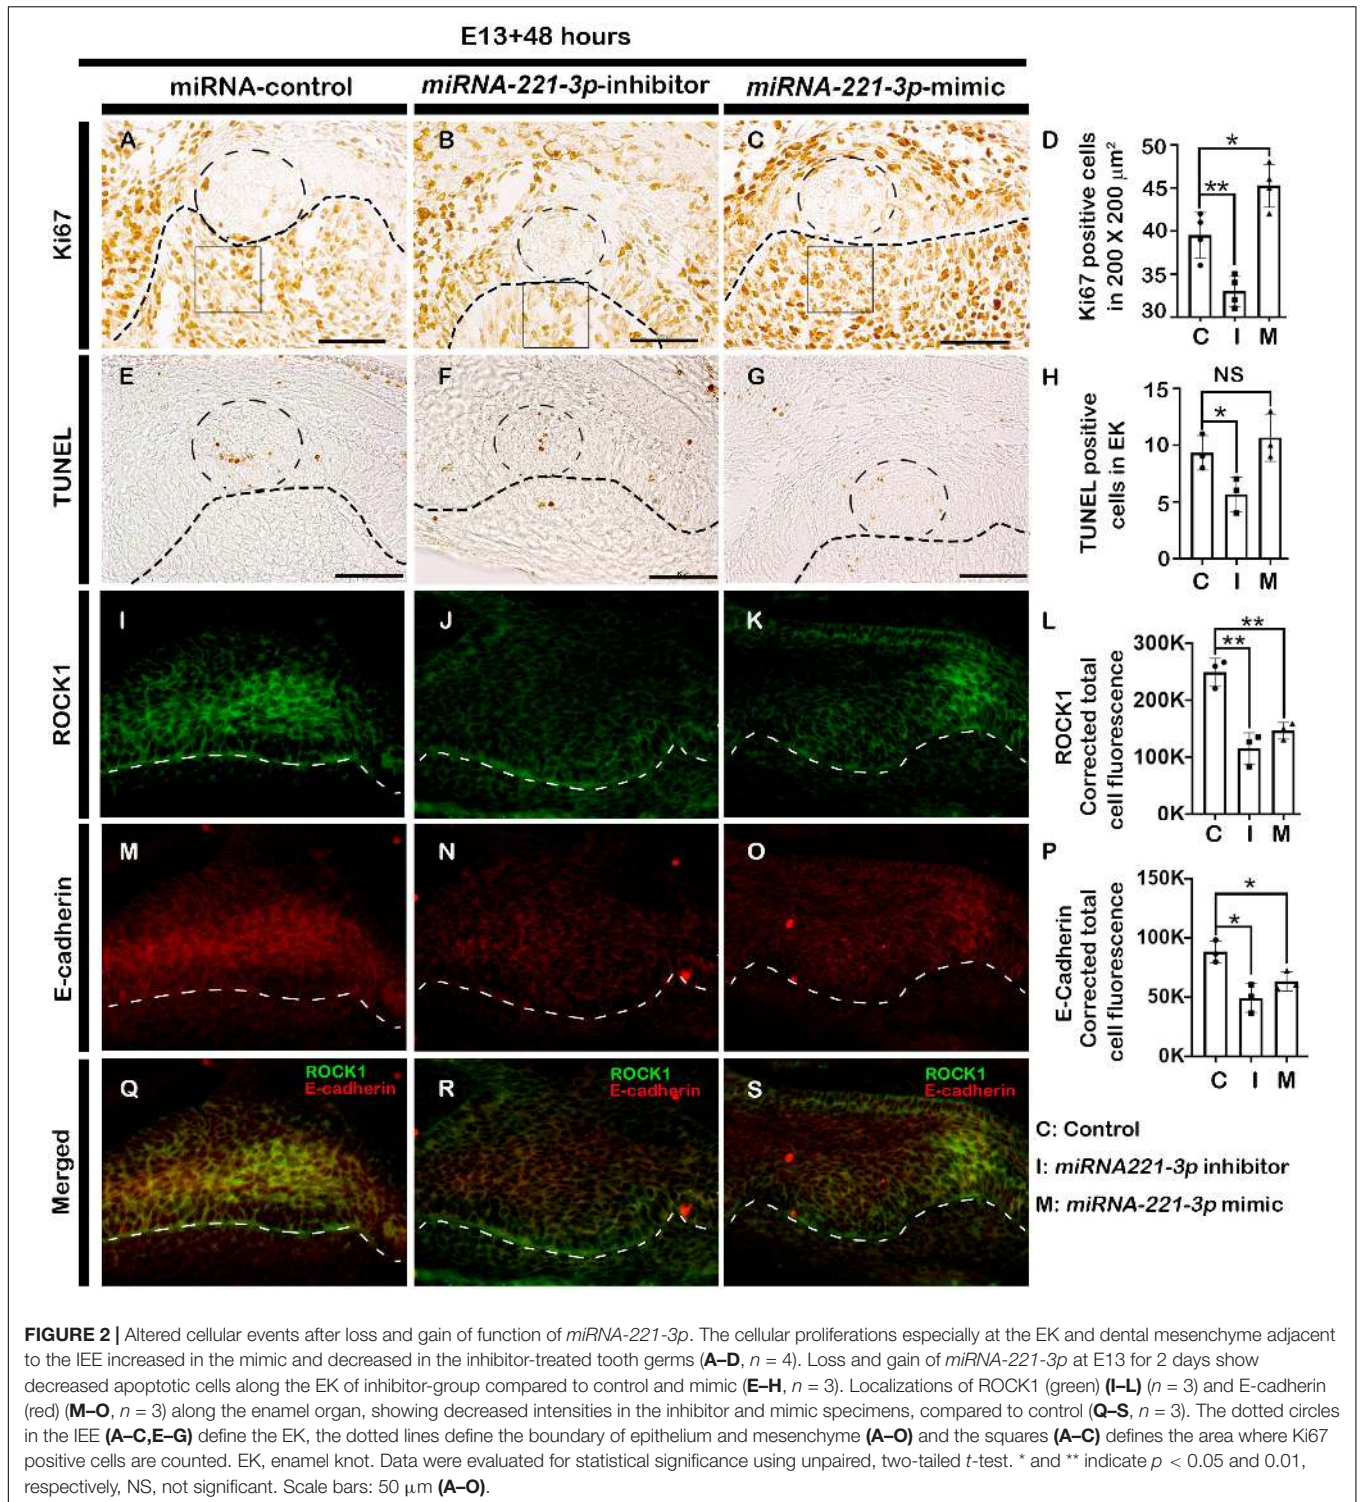 E13+48 hours
miRNA-control
miRNA-221-3p-inhibitor
miRNA-221-3p-mimic
Ki67
A
B
C
D
Ki67 positive cells
in 200 X 200 µm²
50
45
40
35
30
*
**
C I M
TUNEL
E
F
G
H
TUNEL positive
cells in EK
15
10
5
0
NS
*
C I M
ROCK1
I
J
K
L
ROCK1
Corrected total
cell fluorescence
300K
200K
100K
0K
**
**
C I M
E-cadherin
M
N
O
P
E-Cadherin
Corrected total
cell fluorescence
150K
100K
50K
0K
*
*
C I M
Merged
Q
ROCK1
E-cadherin
R
ROCK1
E-cadherin
S
ROCK1
E-cadherin
C: Control
I: miRNA221-3p inhibitor
M: miRNA-221-3p mimic
FIGURE 2 | Altered cellular events after loss and gain of function of miRNA-221-3p. The cellular proliferations especially at the EK and dental mesenchyme adjacent
to the IEE increased in the mimic and decreased in the inhibitor-treated tooth germs (A–D, n = 4). Loss and gain of miRNA-221-3p at E13 for 2 days show
decreased apoptotic cells along the EK of inhibitor-group compared to control and mimic (E–H, n = 3). Localizations of ROCK1 (green) (I–L) (n = 3) and E-cadherin
(red) (M–O, n = 3) along the enamel organ, showing decreased intensities in the inhibitor and mimic specimens, compared to control (Q–S, n = 3). The dotted circles
in the IEE (A–C,E–G) define the EK, the dotted lines define the boundary of epithelium and mesenchyme (A–O) and the squares (A–C) defines the area where Ki67
positive cells are counted. EK, enamel knot. Data were evaluated for statistical significance using unpaired, two-tailed t-test. * and ** indicate p < 0.05 and 0.01,
respectively, NS, not significant. Scale bars: 50 µm (A–O).